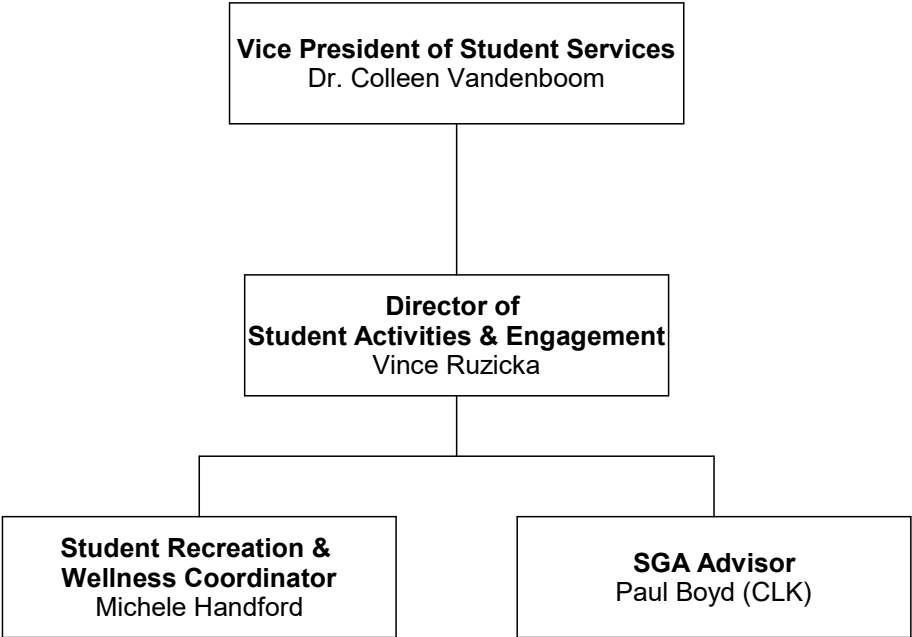 Vice President of Student Services
Dr. Colleen Vandenboom
Director of
Student Activities & Engagement
Vince Ruzicka
Student Recreation &
Wellness Coordinator
Michele Handford
SGA Advisor
Paul Boyd (CLK)